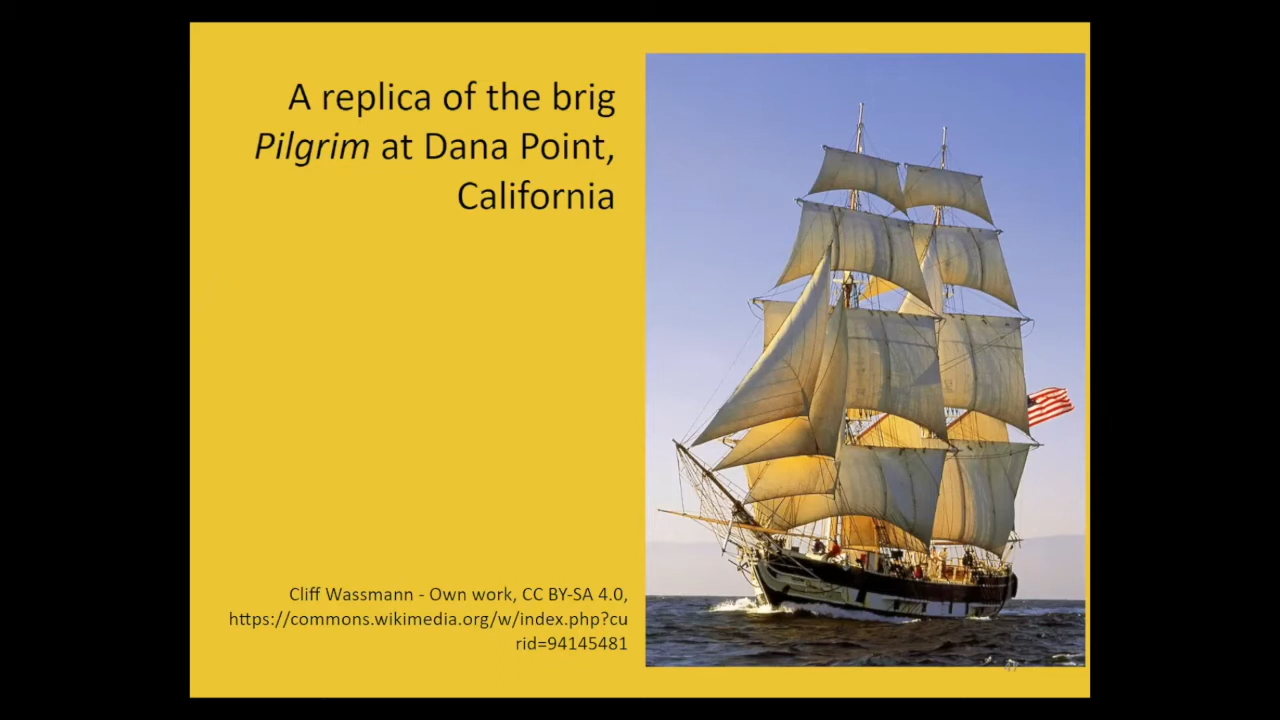 A replica of the brig
Pilgrim at Dana Point,
California
Cliff Wassmann - Own work, CC BY-SA 4.0,
https://commons.wikimedia.org/w/index.php?cu
rid=94145481